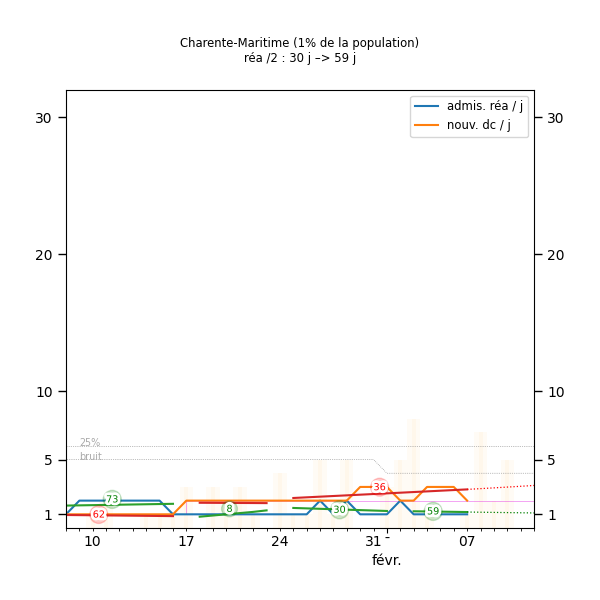 Charente-Maritime (1% de la population)
réa /2 : 30 j –> 59 j
admis. réa / j
nouv. dc / j
30 30
20 20
10 10
25%
5 bruit 5
36
73
8 30 59
1 62 1
10 17 24 31 07
févr.